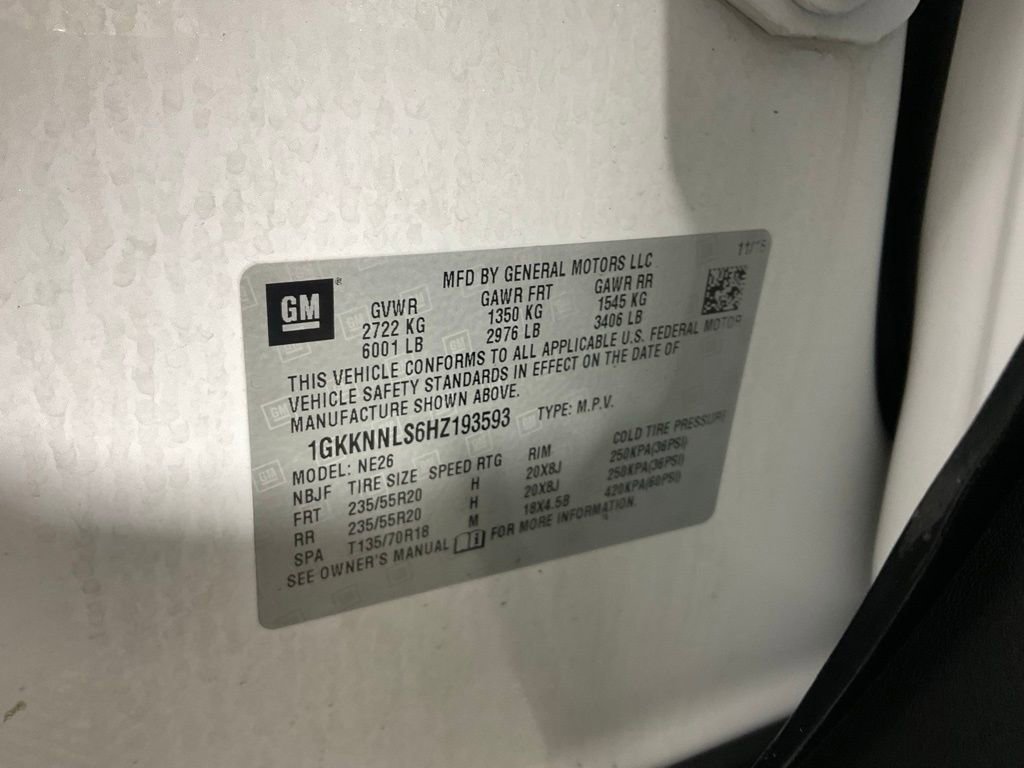 11/16
MFD BY GENERAL MOTORS LLC
GM ®
GVWR GAWR FRT GAWR RR
2722 KG 1350 KG 1545 KG
6001 LB 2976 LB 3406 LB
THIS VEHICLE CONFORMS TO ALL APPLICABLE U.S. FEDERAL MOTOR
VEHICLE SAFETY STANDARDS IN EFFECT ON THE DATE OF
MANUFACTURE SHOWN ABOVE.
1GKKNNLS6HZ193593 TYPE: M.P.V.
MODEL: NE26
NBJF TIRE SIZE SPEED RTG RIM COLD TIRE PRESSURE
FRT 235/55R20 H 20X8J 250KPA(36PSI)
RR 235/55R20 H 20X8J 250KPA(36PSI)
SPA T135/70R18 M 18X4.5B 420KPA(60PSI)
SEE OWNER'S MANUAL FOR MORE INFORMATION.